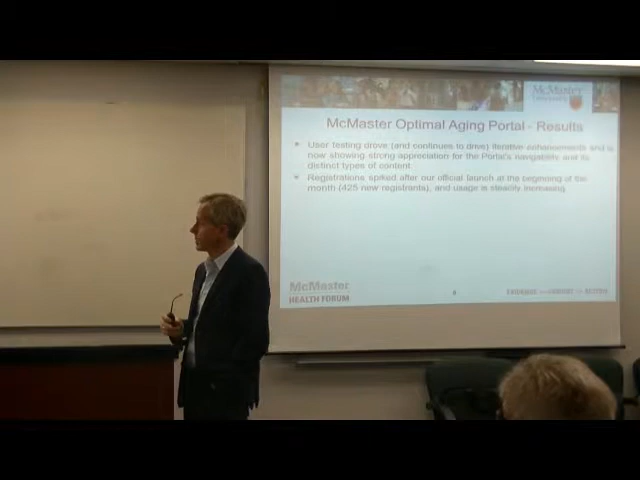 McMaster
University
McMaster Optimal Aging Portal - Results
User testing drove (and continues to drive) iterative enhancements and is
now showing strong appreciation for the Portal's navigability and its
distinct types of content
Registrations spiked after our official launch at the beginning of the
month (425 new registrants), and usage is steadily increasing
McMaster
HEALTH FORUM